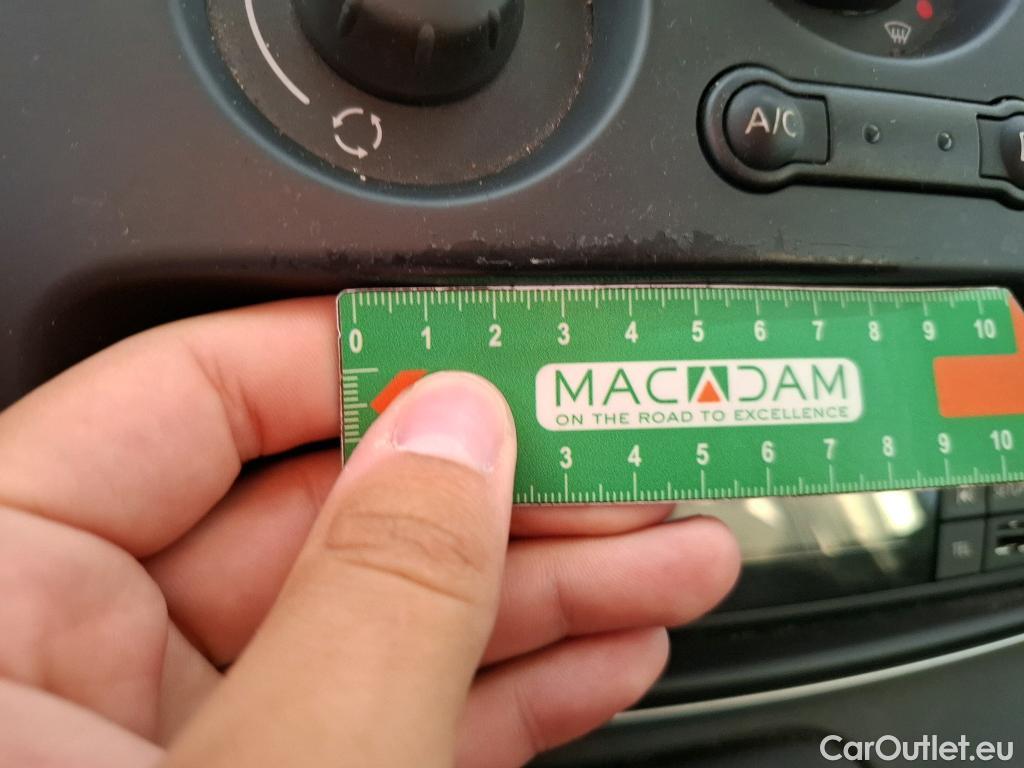 A/C
0 1 2 3 4 5 6 7 8 9 10
MACADAM
ON THE ROAD TO EXCELLENCE
3 4 5 6 7 8 9 10
TEL
CarOutlet.eu